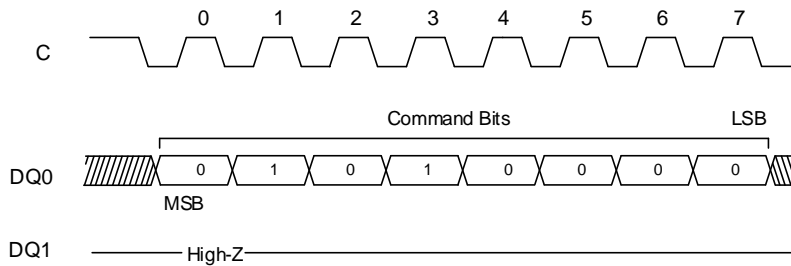 0 1 2 3 4 5 6 7
C
Command Bits LSB
DQ0 0 1 0 1 0 0 0 0
MSB
DQ1 High-Z